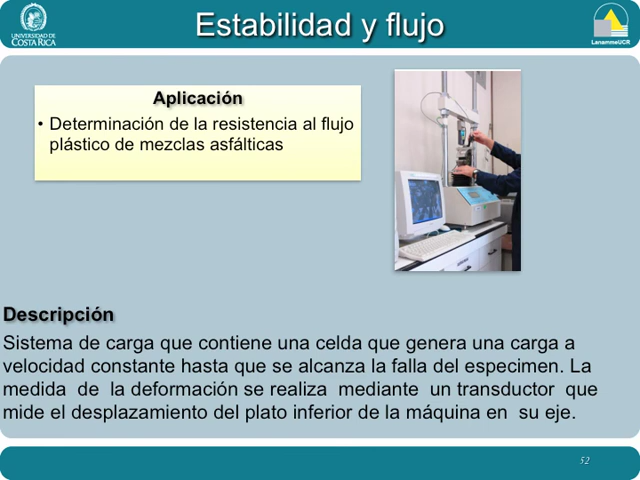 Estabilidad y flujo
UNIVERSIDAD DE
COSTA RICA
LanammeUCR
Aplicación
• Determinación de la resistencia al flujo
plástico de mezclas asfálticas
Descripción
Sistema de carga que contiene una celda que genera una carga a
velocidad constante hasta que se alcanza la falla del especimen. La
medida de la deformación se realiza mediante un transductor que
mide el desplazamiento del plato inferior de la máquina en su eje.
52